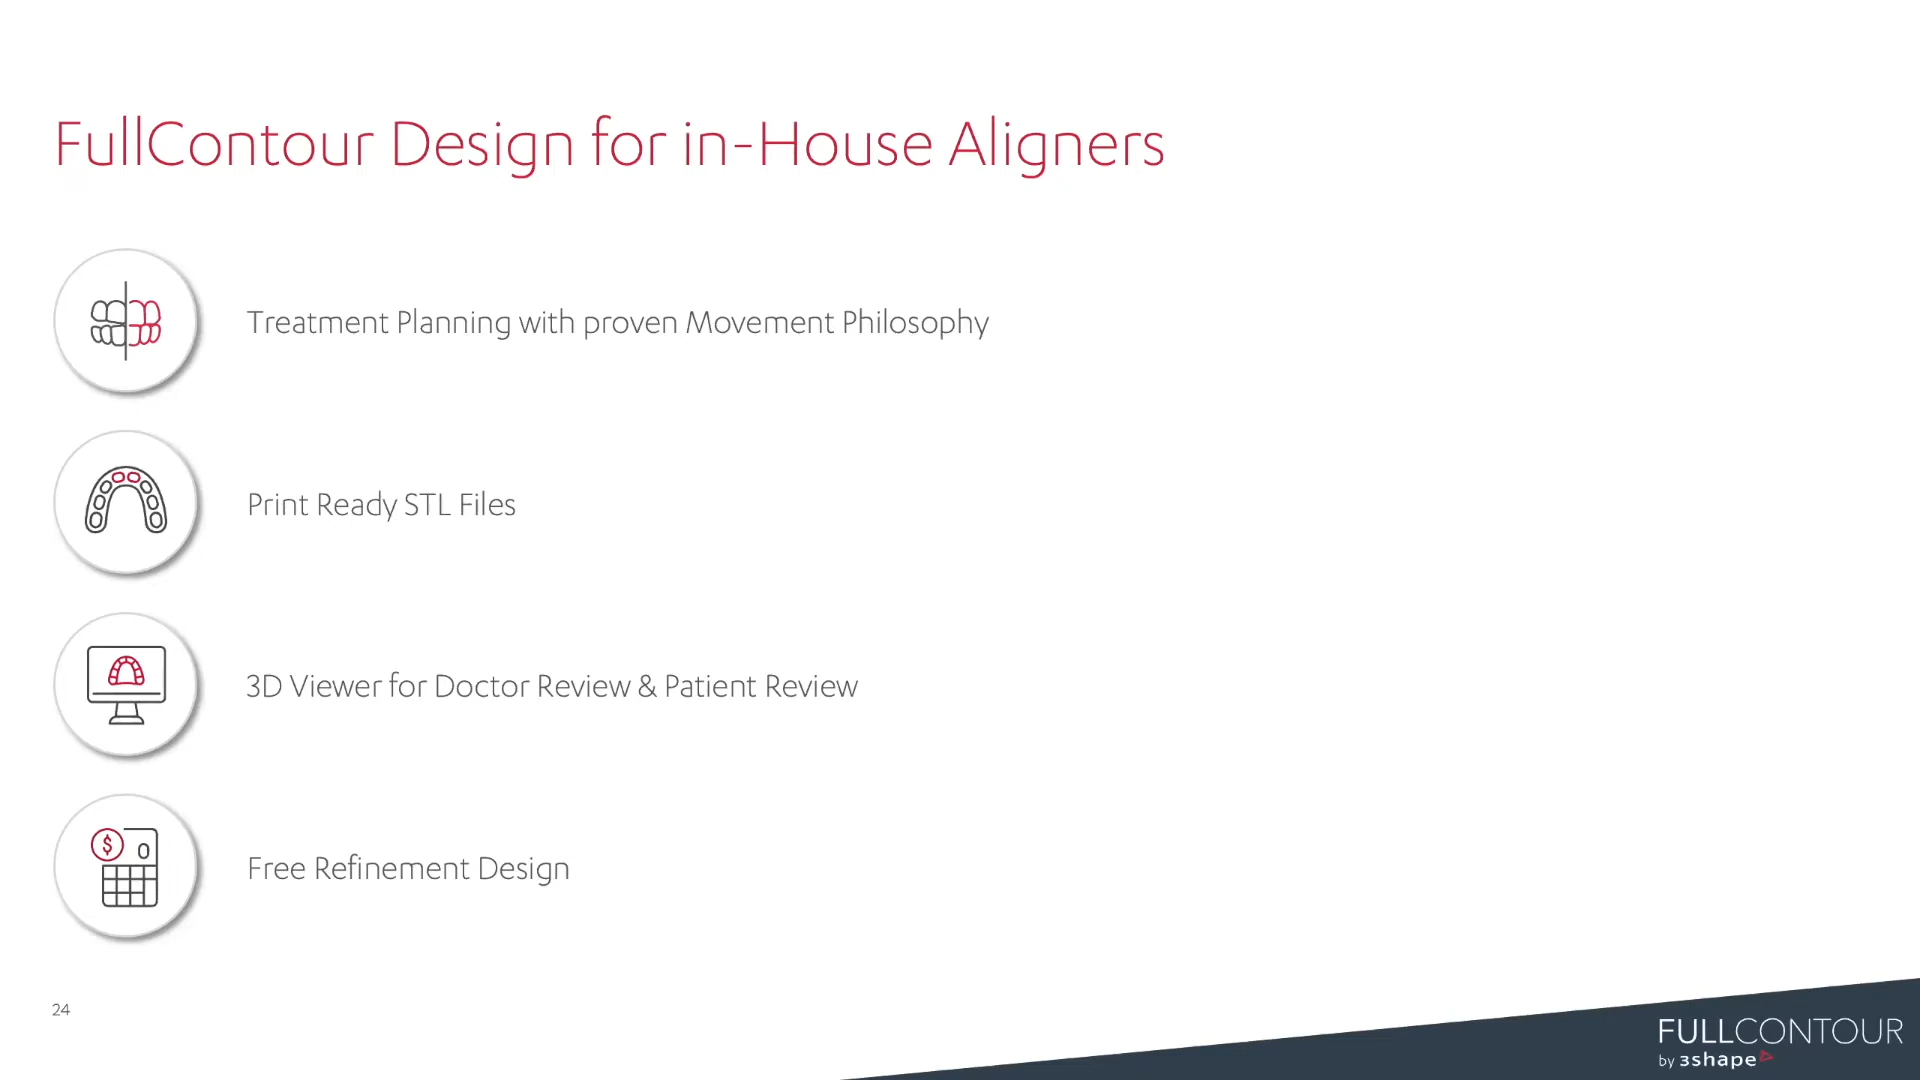 FullContour Design for in-House Aligners
Treatment Planning with proven Movement Philosophy
Print Ready STL Files
3D Viewer for Doctor Review & Patient Review
$
0
Free Refinement Design
24
FULLCONTOUR
by 3shape